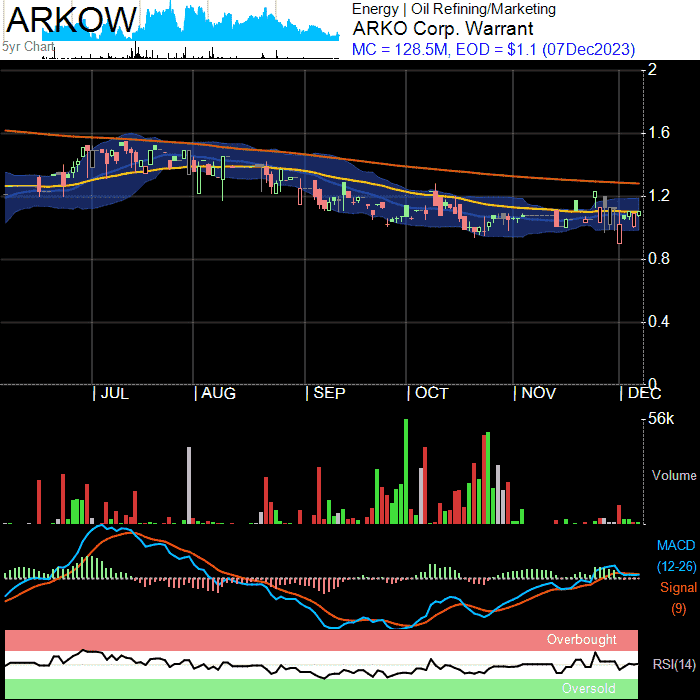 ARKOW
5yr Chart
Energy | Oil Refining/Marketing
ARKO Corp. Warrant
MC = 128.5M, EOD = $1.1 (07Dec2023)
2
1.6
1.2
0.8
0.4
0
| JUL | AUG | SEP | OCT | NOV | DEC
56k
Volume
MACD
(12-26)
Signal
(9)
Overbought
RSI(14)
Oversold